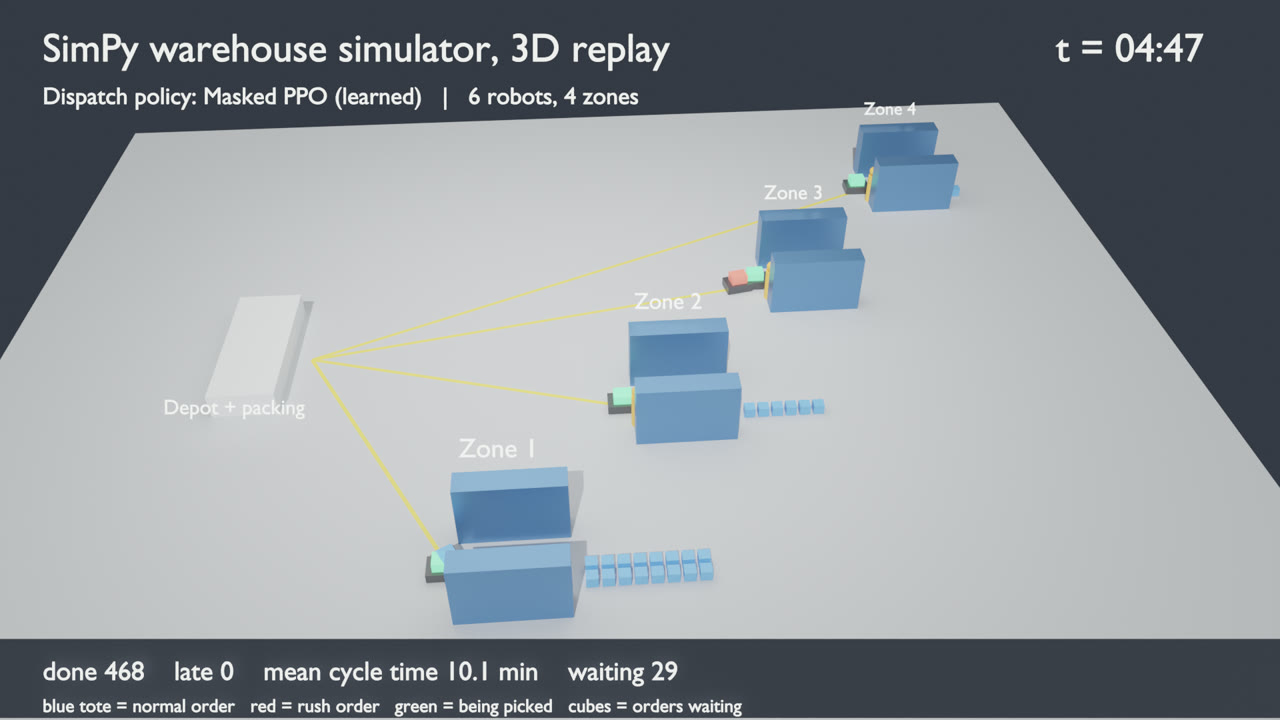 SimPy warehouse simulator, 3D replay
t = 04:47
Dispatch policy: Masked PPO (learned) | 6 robots, 4 zones
Zone 4
Zone 3
Zone 2
Depot + packing
Zone 1
done 468 late 0 mean cycle time 10.1 min waiting 29
blue tote = normal order red = rush order green = being picked cubes = orders waiting